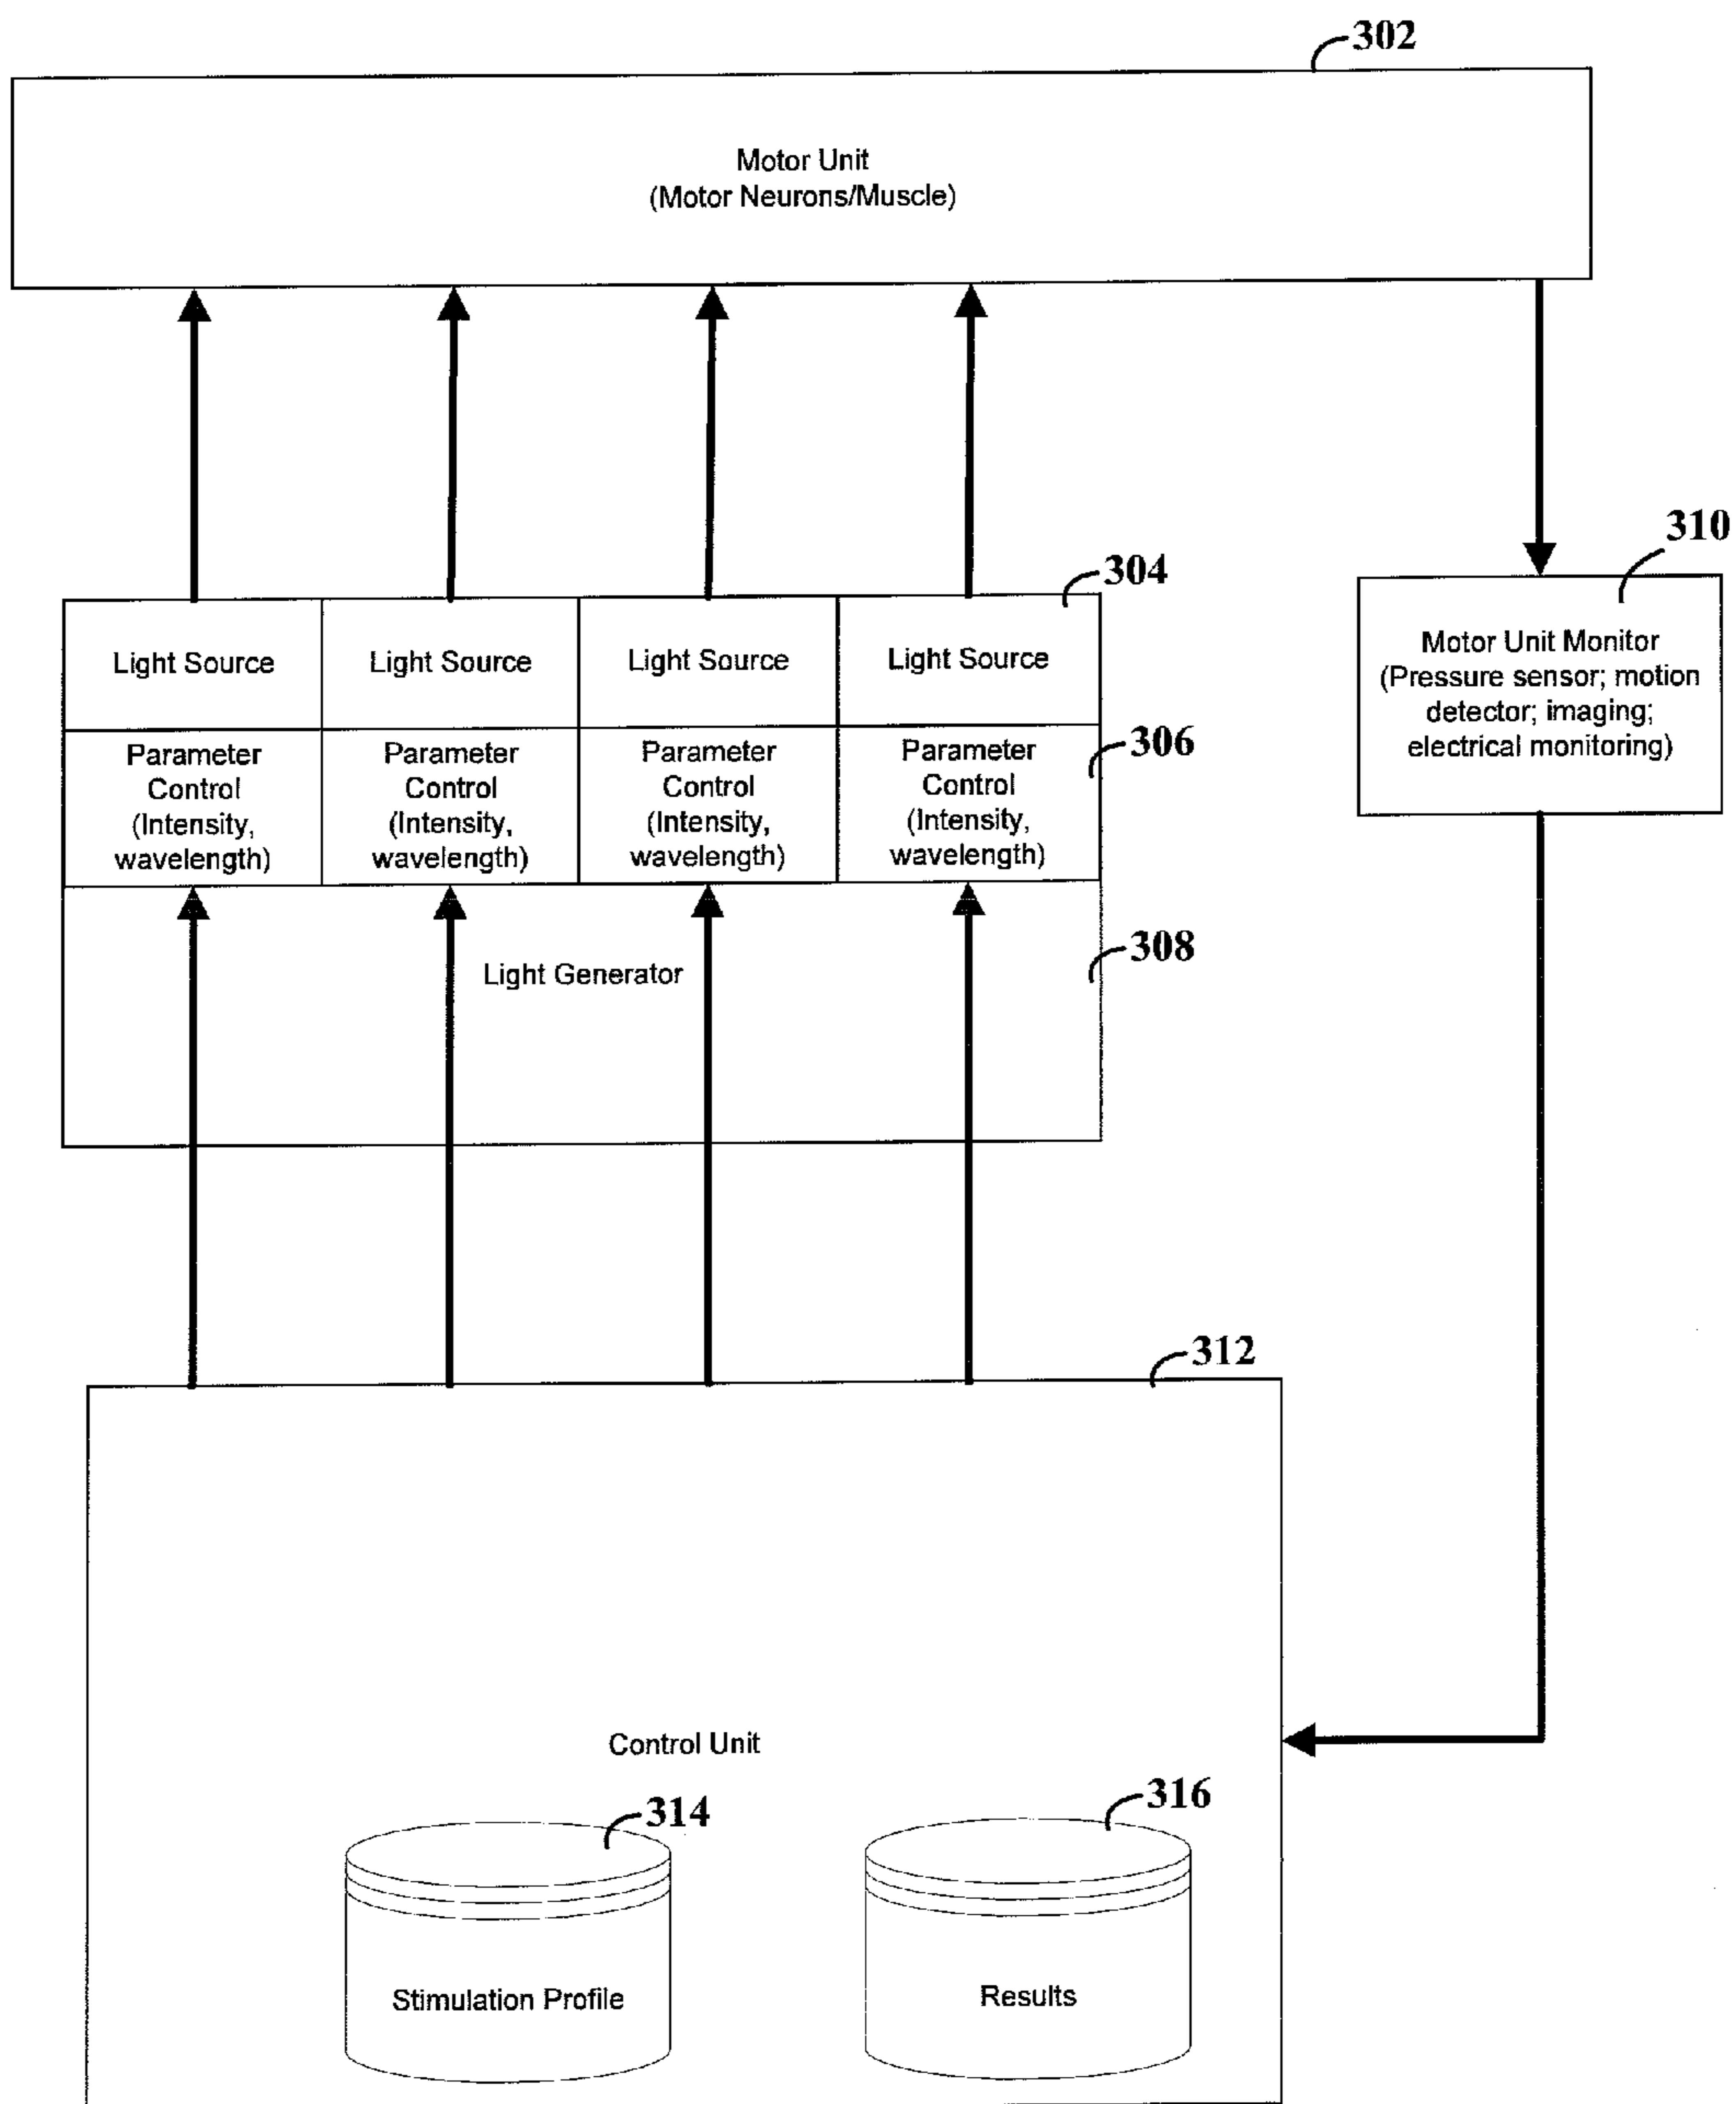 302
Motor Unit
(Motor Neurons/Muscle)
310
304
Light Source
Light Source
Light Source
Light Source
Motor Unit Monitor
(Pressure sensor; motion
detector; imaging;
electrical monitoring)
306
Parameter
Control
(Intensity,
wavelength)
Parameter
Control
(Intensity,
wavelength)
Parameter
Control
(Intensity,
wavelength)
Parameter
Control
(Intensity,
wavelength)
308
Light Generator
312
Control Unit
314
316
Stimulation Profile
Results